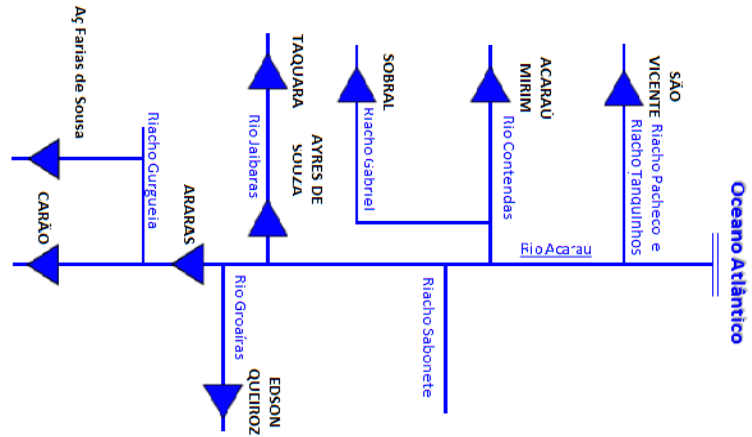 Aç Farias de Sousa
CARÃO
Riacho Gurgueia
ARARAS
TAQUARA
Rio Jaibaras
AYRES DE
SOUZA
Rio Groaíras
EDSON
QUEIROZ
SOBRAL
Riacho Gabriel
Riacho Sabonete
ACARAÚ
MIRIM
Rio Contendas
Rio Acarau
SÃO
VICENTE
Riacho Pacheco e
Riacho Tanquinhos
Oceano Atlântico